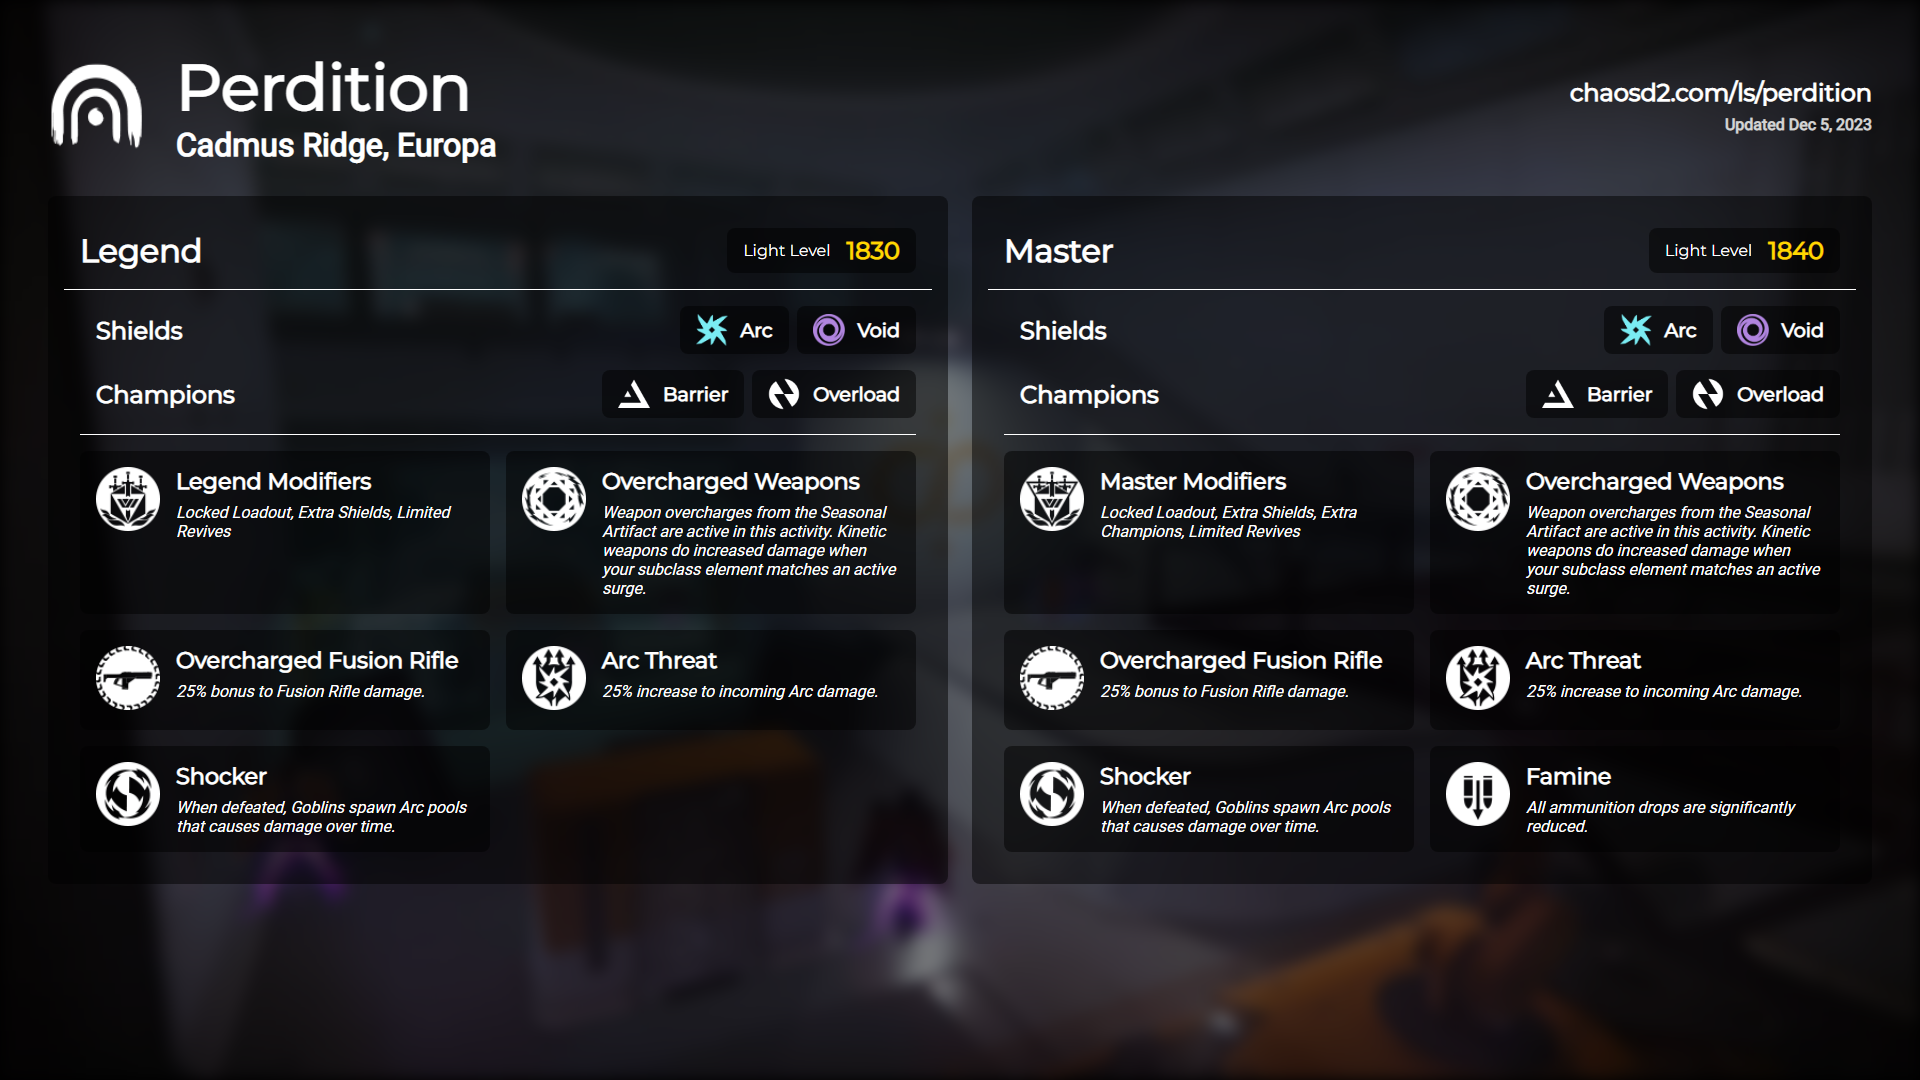 Perdition
Cadmus Ridge, Europa
chaosd2.com/ls/perdition
Updated Dec 5, 2023
Legend
Light Level 1830
Shields
Arc
Void
Champions
Barrier
Overload
Legend Modifiers
Locked Loadout, Extra Shields, Limited
Revives
Overcharged Weapons
Weapon overcharges from the Seasonal
Artifact are active in this activity. Kinetic
weapons do increased damage when
your subclass element matches an active
surge.
Overcharged Fusion Rifle
25% bonus to Fusion Rifle damage.
Arc Threat
25% increase to incoming Arc damage.
Shocker
When defeated, Goblins spawn Arc pools
that causes damage over time.
Master
Light Level 1840
Shields
Arc
Void
Champions
Barrier
Overload
Master Modifiers
Locked Loadout, Extra Shields, Extra
Champions, Limited Revives
Overcharged Weapons
Weapon overcharges from the Seasonal
Artifact are active in this activity. Kinetic
weapons do increased damage when
your subclass element matches an active
surge.
Overcharged Fusion Rifle
25% bonus to Fusion Rifle damage.
Arc Threat
25% increase to incoming Arc damage.
Shocker
When defeated, Goblins spawn Arc pools
that causes damage over time.
Famine
All ammunition drops are significantly
reduced.